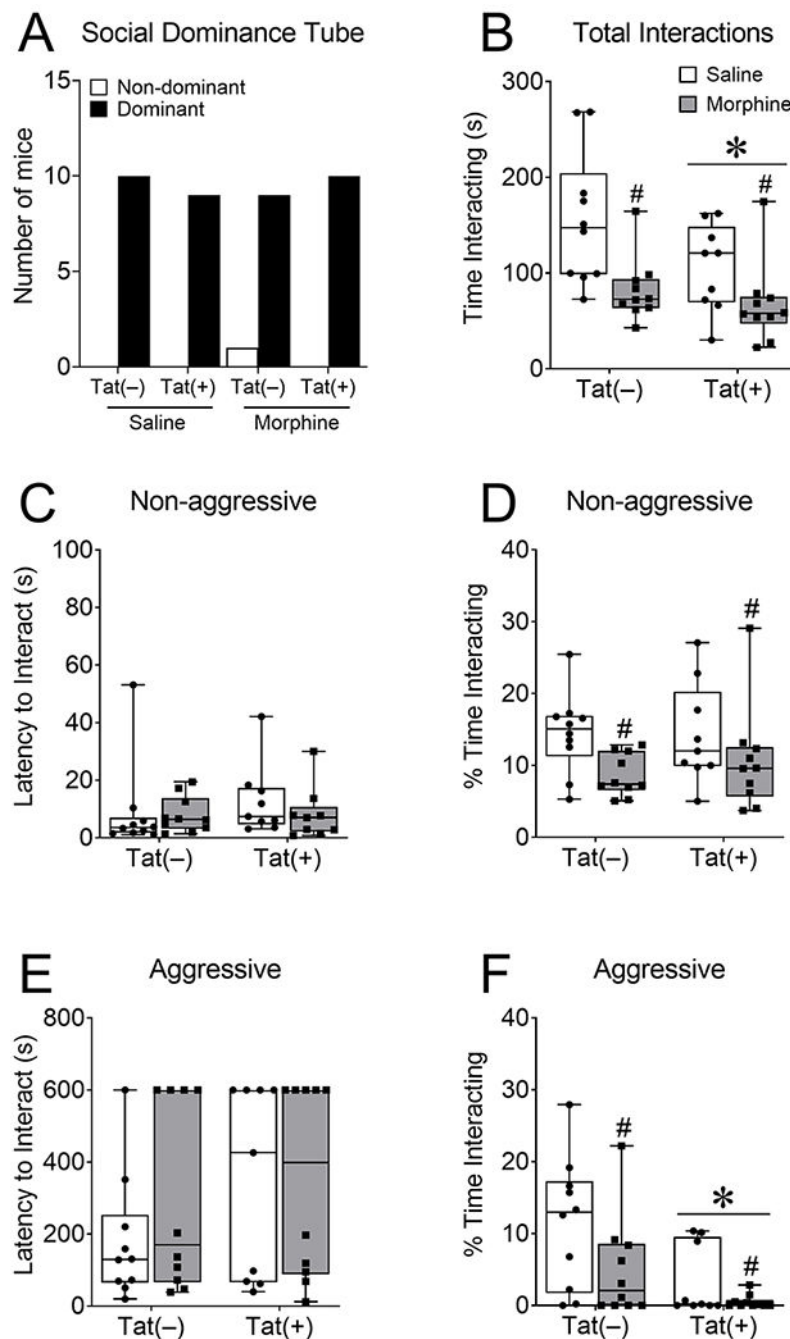 A
Social Dominance Tube
Number of mice
15
10
5
0
Non-dominant
Dominant
Tat(–) Tat(+) Tat(–) Tat(+)
Saline Morphine
B
Total Interactions
Time Interacting (s)
300
200
100
0
Saline
Morphine
#
*
#
Tat(–) Tat(+)
C
Non-aggressive
Latency to Interact (s)
100
80
60
40
20
0
Tat(–) Tat(+)
D
Non-aggressive
% Time Interacting
40
30
20
10
0
#
#
Tat(–) Tat(+)
E
Aggressive
Latency to Interact (s)
800
600
400
200
0
Tat(–) Tat(+)
F
Aggressive
% Time Interacting
40
30
20
10
0
#
*
#
Tat(–) Tat(+)